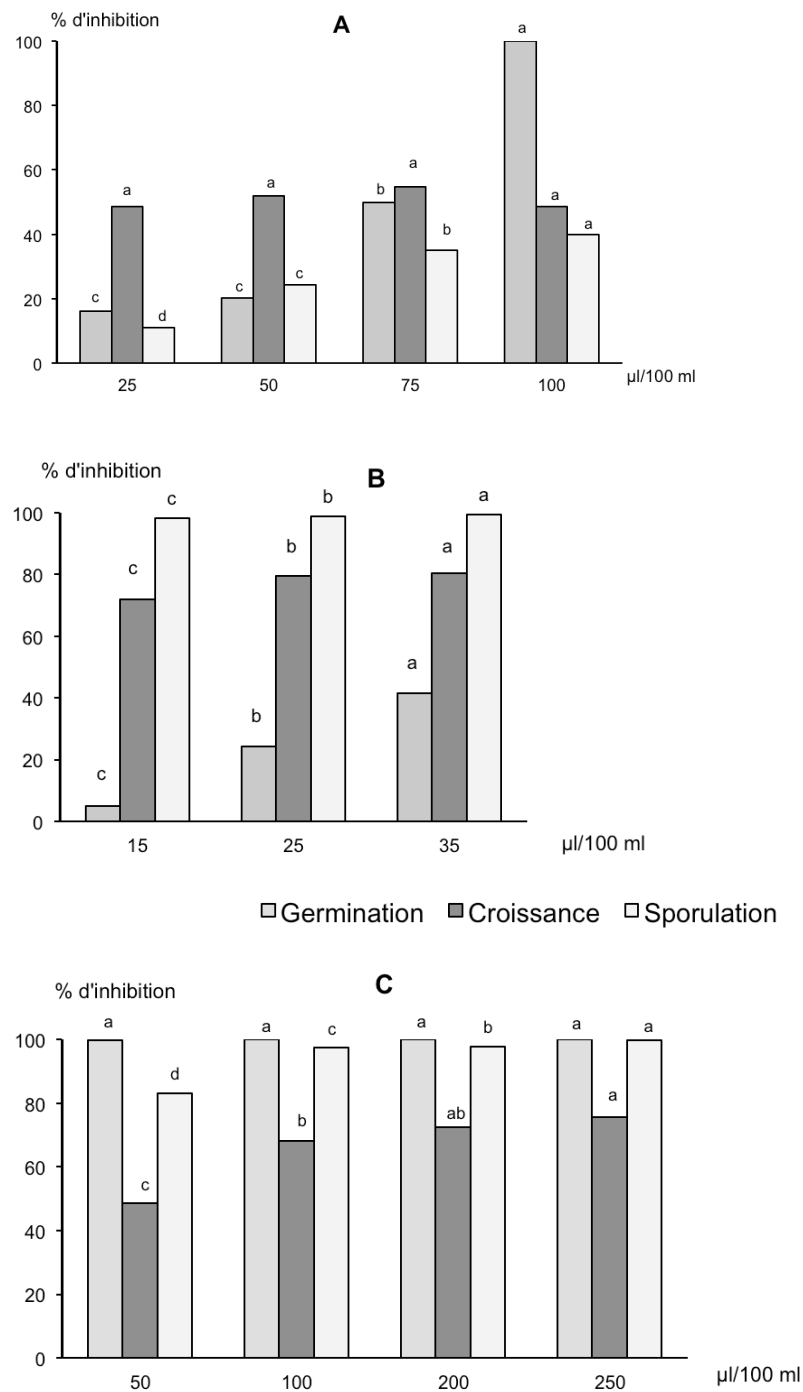 % d'inhibition
A
100
80
60
40
20
0
c
a
d
c
a
c
b
a
b
a
a
a
25 50 75 100
µl/100 ml
% d'inhibition
B
100
80
60
40
20
0
c
c
c
b
b
b
a
a
a
15 25 35
µl/100 ml
Germination Croissance Sporulation
% d'inhibition
C
100
80
60
40
20
0
a
c
d
a
b
c
a
ab
b
a
a
a
50 100 200 250
µl/100 ml